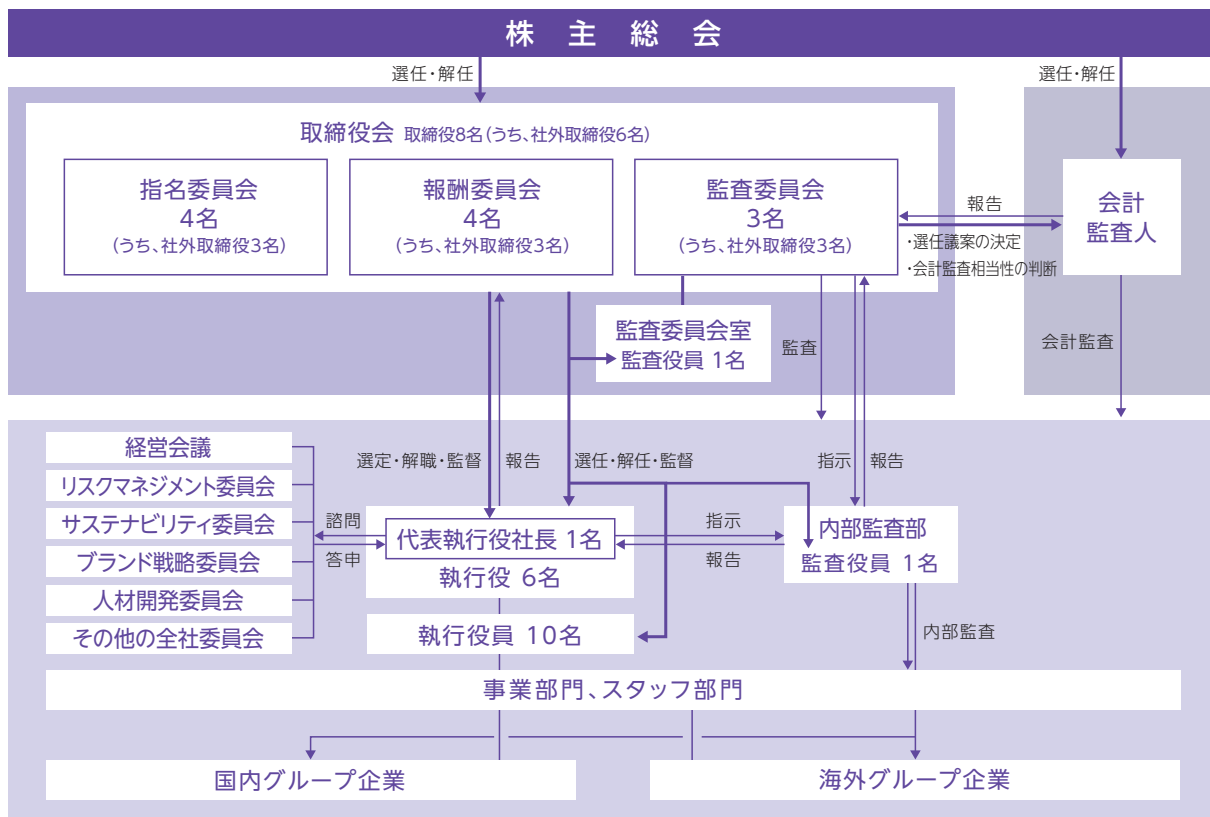 株主総会
選任・解任
選任・解任
取締役会 取締役8名(うち、社外取締役6名)
指名委員会
4名
(うち、社外取締役3名)
報酬委員会
4名
(うち、社外取締役3名)
監査委員会
3名
(うち、社外取締役3名)
報告
・選任議案の決定
・会計監査相当性の判断
会計
監査人
監査委員会室
監査役員 1名
監査
会計監査
経営会議
リスクマネジメント委員会
サステナビリティ委員会
ブランド戦略委員会
人材開発委員会
その他の全社委員会
選定・解職・監督
報告
選任・解任・監督
指示
報告
諮問
答申
代表執行役社長 1名
執行役 6名
執行役員 10名
指示
報告
内部監査部
監査役員 1名
内部監査
事業部門、スタッフ部門
国内グループ企業
海外グループ企業